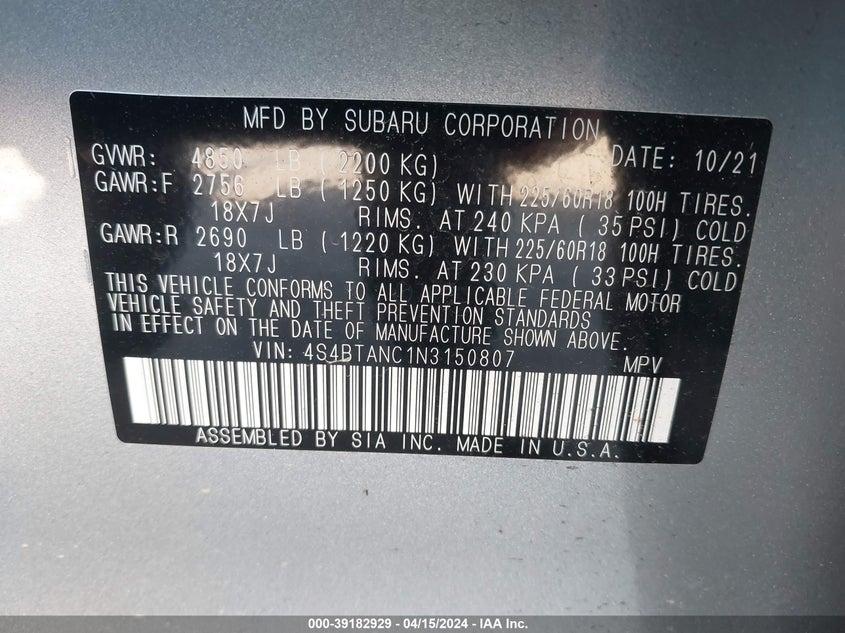 MFD BY SUBARU CORPORATION
GVWR: 4850 LB ( 2200 KG) DATE: 10/21
GAWR:F 2756 LB ( 1250 KG) WITH 225/60R18 100H TIRES.
18X7J RIMS. AT 240 KPA ( 35 PSI) COLD
GAWR:R 2690 LB ( 1220 KG) WITH 225/60R18 100H TIRES.
18X7J RIMS. AT 230 KPA ( 33 PSI) COLD
THIS VEHICLE CONFORMS TO ALL APPLICABLE FEDERAL MOTOR
VEHICLE SAFETY AND THEFT PREVENTION STANDARDS
IN EFFECT ON THE DATE OF MANUFACTURE SHOWN ABOVE.
VIN: 4S4BTANC1N3150807 MPV
ASSEMBLED BY SIA INC. MADE IN U.S.A.
000-39182929 - 04/15/2024 - IAA Inc.